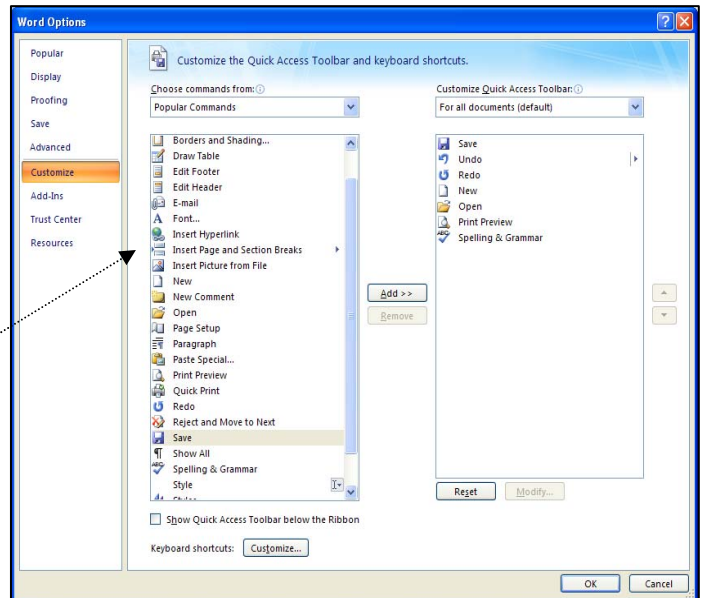 Word Options
Popular
Display
Proofing
Save
Advanced
Customize
Add-Ins
Trust Center
Resources
Customize the Quick Access Toolbar and keyboard shortcuts.
Choose commands from:
Popular Commands
Borders and Shading...
Draw Table
Edit Footer
Edit Header
E-mail
Font...
Insert Hyperlink
Insert Page and Section Breaks
Insert Picture from File
New
New Comment
Open
Page Setup
Paragraph
Paste Special...
Print Preview
Quick Print
Redo
Reject and Move to Next
Save
Show All
Spelling & Grammar
Style
Add >>
Remove
Customize Quick Access Toolbar:
For all documents (default)
Save
Undo
Redo
New
Open
Print Preview
Spelling & Grammar
Reset
Modify...
Show Quick Access Toolbar below the Ribbon
Keyboard shortcuts:
Customize...
OK
Cancel